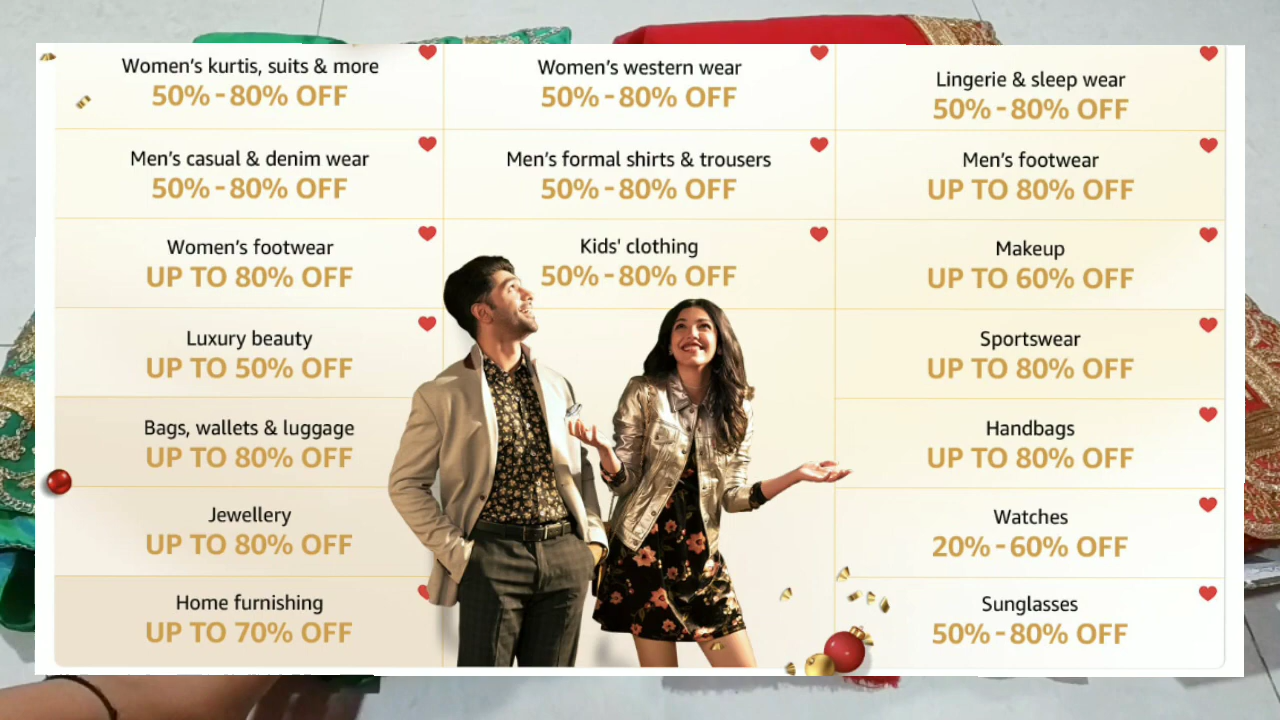 Women's kurtis, suits & more
50%-80% OFF
Women's western wear
50%-80% OFF
Lingerie & sleep wear
50%-80% OFF
Men's casual & denim wear
50%-80% OFF
Men's formal shirts & trousers
50%-80% OFF
Men's footwear
UP TO 80% OFF
Women's footwear
UP TO 80% OFF
Kids' clothing
50%-80% OFF
Makeup
UP TO 60% OFF
Luxury beauty
UP TO 50% OFF
Sportswear
UP TO 80% OFF
Bags, wallets & luggage
UP TO 80% OFF
Handbags
UP TO 80% OFF
Jewellery
UP TO 80% OFF
Watches
20%-60% OFF
Home furnishing
UP TO 70% OFF
Sunglasses
50%-80% OFF